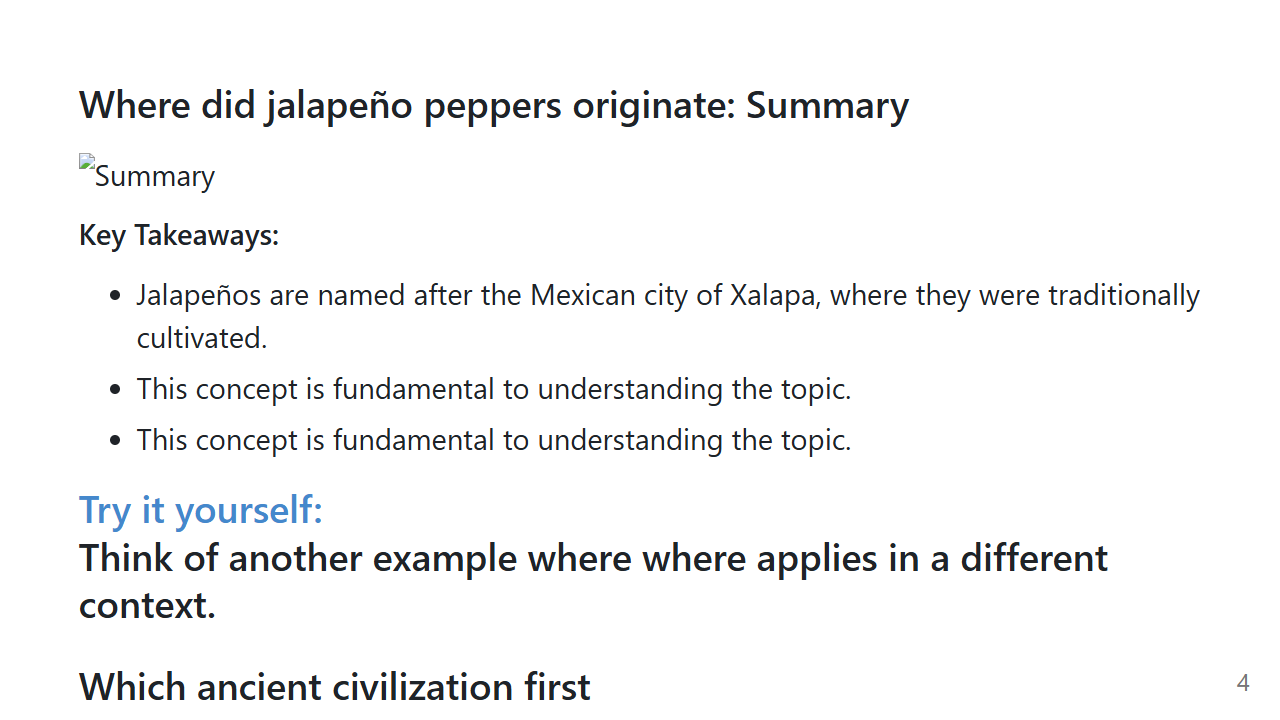 Where did jalapeño peppers originate: Summary
Summary
Key Takeaways:
Jalapeños are named after the Mexican city of Xalapa, where they were traditionally
cultivated.
This concept is fundamental to understanding the topic.
This concept is fundamental to understanding the topic.
Try it yourself:
Think of another example where where applies in a different
context.
Which ancient civilization first
4